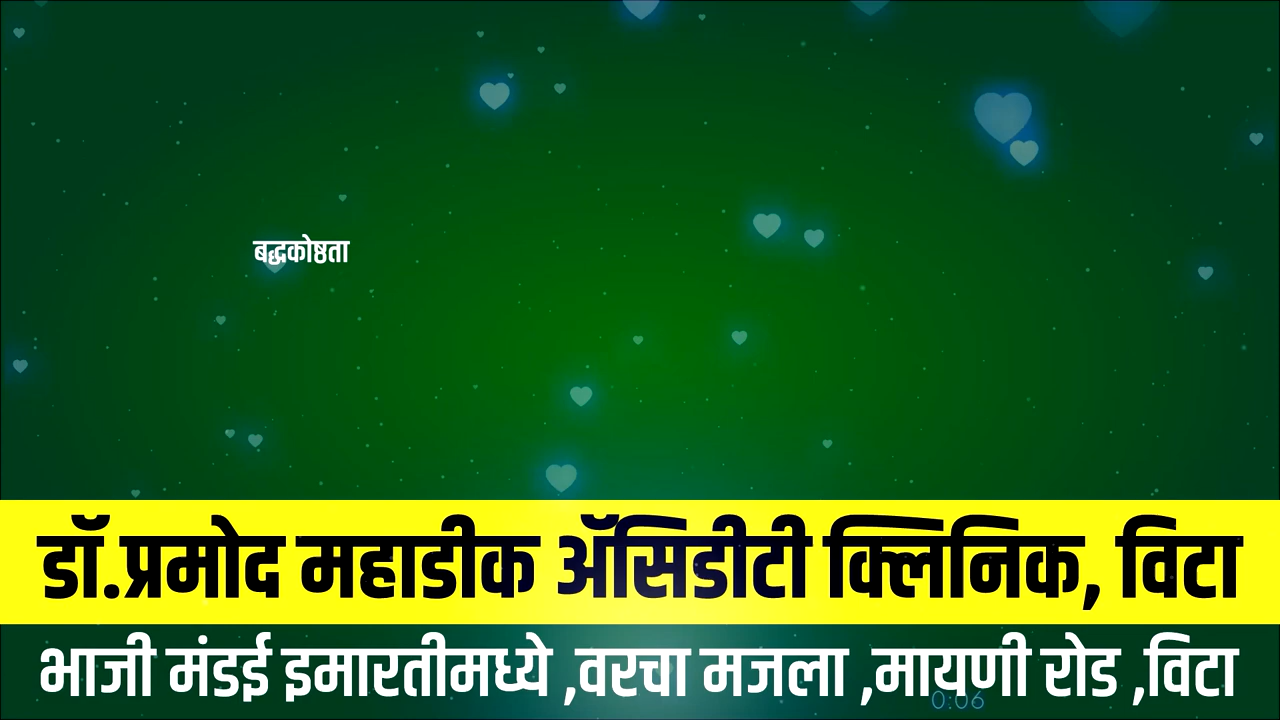 बद्धकोष्ठता
डॉ.प्रमोद महाडीक ॲसिडीटी क्लिनिक, विटा
भाजी मंडई इमारतीमध्ये ,वरचा मजला ,मायणी रोड ,विटा
0:06